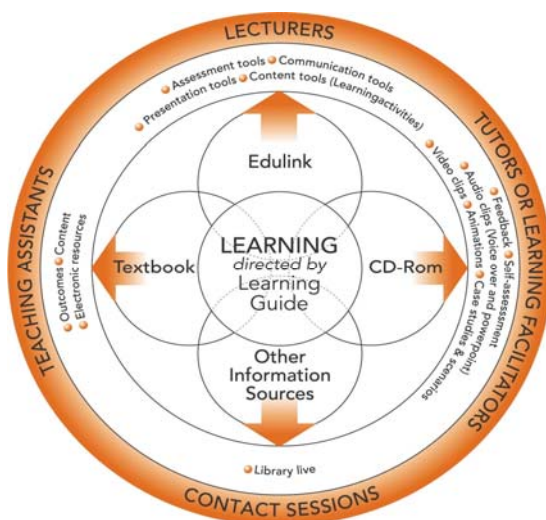 LECTURERS
Assessment tools
Communication tools
Presentation tools
Content tools (Learningactivities)
TEACHING ASSISTANTS
TUTORS OR LEARNING FACILITATORS
Edulink
Video clips
Audio clips (Voice over and powerpoint)
Feedback
Self-assessment
Animations
Case studies & scenarios
Outcomes
Content
Electronic resources
Textbook
LEARNING
directed by
Learning
Guide
CD-Rom
Other
Information
Sources
Library live
CONTACT SESSIONS